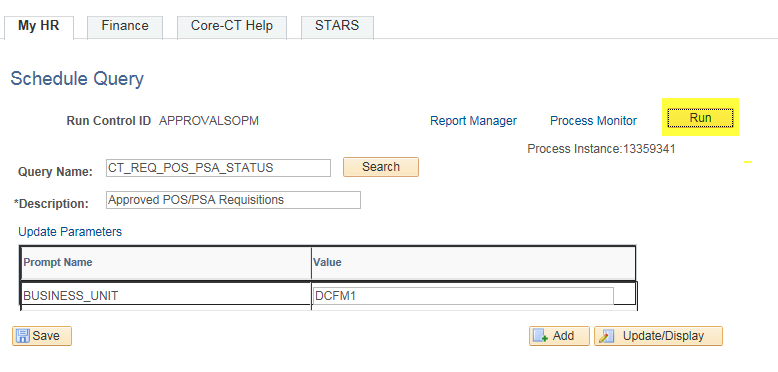 My HR Finance Core-CT Help STARS
Schedule Query
Run Control ID APPROVALSOPM Report Manager Process Monitor Run
Process Instance:13359341
Query Name: CT_REQ_POS_PSA_STATUS Search
*Description: Approved POS/PSA Requisitions
Update Parameters
Prompt Name Value
BUSINESS_UNIT DCFM1
Save Add Update/Display